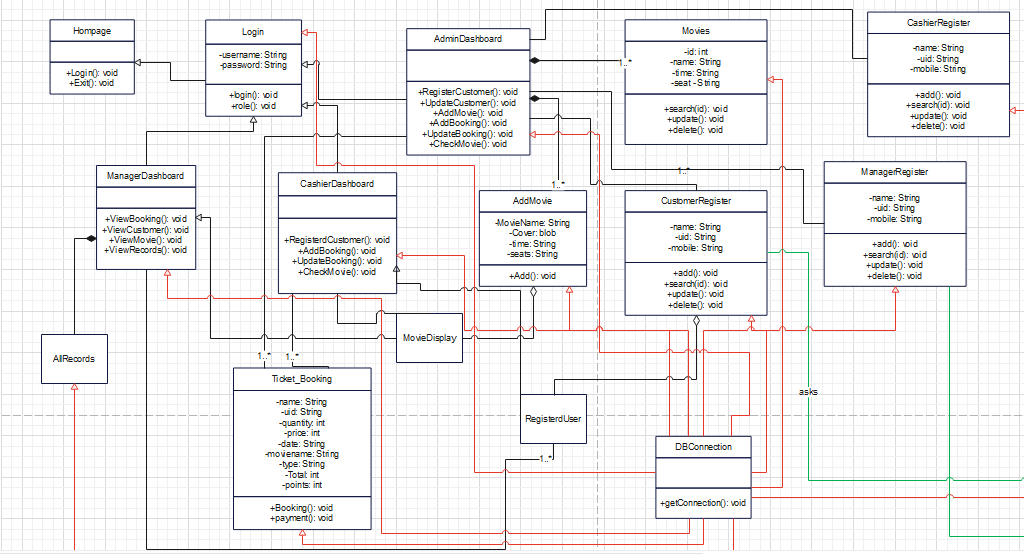 Hompage
+Login(): void
+Exit(): void
Login
-username: String
-password: String
+login(): void
+role(): void
AdminDashboard
+RegisterCustomer(): void
+UpdateCustomer(): void
+AddMovie(): void
+AddBooking(): void
+UpdateBooking(): void
+CheckMovie(): void
1..*
Movies
-id: int
-name: String
-time: String
-seat - String
+search(id): void
+update(): void
+delete(): void
CashierRegister
-name: String
-uid: String
-mobile: String
+add(): void
+search(id): void
+update(): void
+delete(): void
ManagerDashboard
+ViewBooking(): void
+ViewCustomer(): void
+ViewMovie(): void
+ViewRecords(): void
CashierDashboard
+RegisterdCustomer(): void
+AddBooking(): void
+UpdateBooking(): void
+CheckMovie(): void
1..*
AddMovie
-MovieName: String
-Cover: blob
-time: String
-seats: String
+Add(): void
1..*
CustomerRegister
-name: String
-uid: String
-mobile: String
+add(): void
+search(id): void
+update(): void
+delete(): void
ManagerRegister
-name: String
-uid: String
-mobile: String
+add(): void
+search(id): void
+update(): void
+delete(): void
AllRecords
MovieDisplay
1..*
1..*
Ticket_Booking
-name: String
-uid: String
-quantity: int
-price: int
-date: String
-moviename: String
-type: String
-Total: int
-points: int
+Booking(): void
+payment(): void
RegisterdUser
1..*
asks
DBConnection
+getConnection(): void